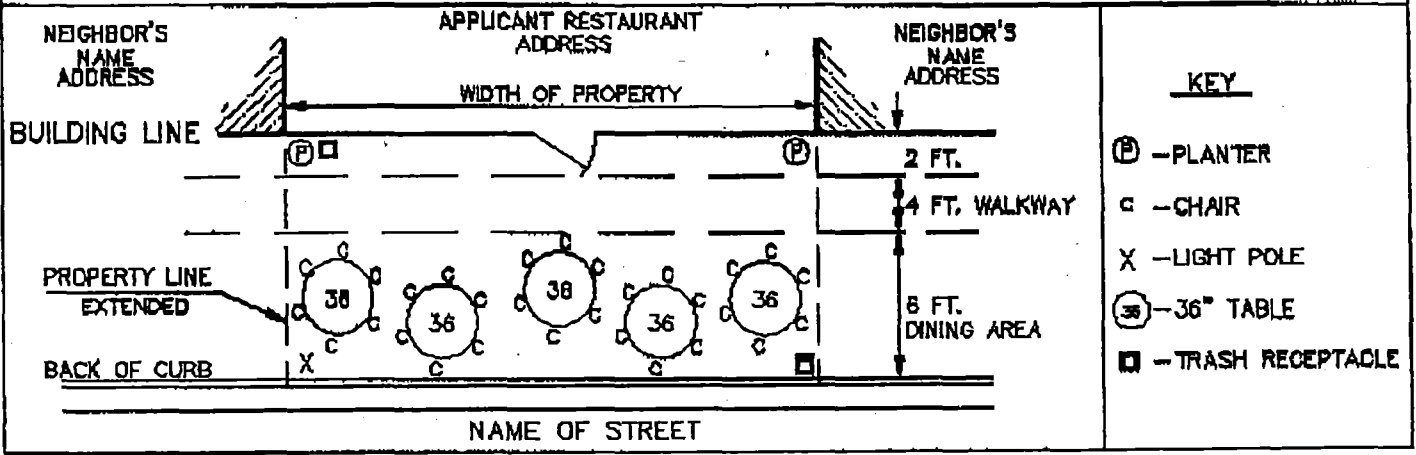 NEIGHBOR'S
NAME
ADDRESS
APPLICANT RESTAURANT
ADDRESS
NEIGHBOR'S
NAME
ADDRESS
WIDTH OF PROPERTY
BUILDING LINE
P
P
2 FT.
4 FT. WALKWAY
PROPERTY LINE
EXTENDED
C C C C C C
36
C C C C C C
36
C C C C C C
36
C C C C C C
36
C C C C C C
36
8 FT.
DINING AREA
X
BACK OF CURB
NAME OF STREET
KEY
P - PLANTER
C - CHAIR
X - LIGHT POLE
36 - 36" TABLE
- TRASH RECEPTACLE